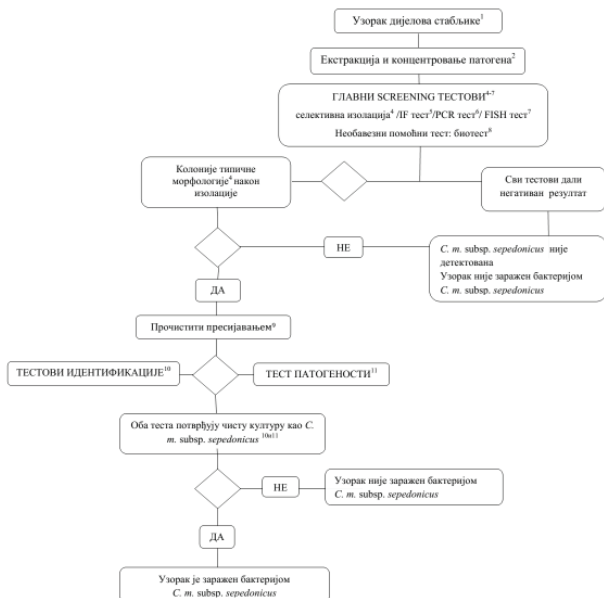 Узорак дијелова стабљике¹
Екстракција и концентровање патогена²
ГЛАВНИ SCREENING ТЕСТОВИ⁴⁻⁷
селективна изолација⁴ /IF тест⁵/PCR тест⁶/ FISH тест⁷
Необавезни помоћни тест: биотест⁸
Колоније типичне
морфологије⁴ након
изолације
Сви тестови дали
негативан резултат
НЕ
C. m. subsp. sepedonicus није
детектована
Узорак није заражен бактеријом
C. m. subsp. sepedonicus
ДА
Прочистити пресијавањем⁹
ТЕСТОВИ ИДЕНТИФИКАЦИЈЕ¹⁰
ТЕСТ ПАТОГЕНОСТИ¹¹
Оба теста потврђују чисту културу као C.
m. subsp. sepedonicus ¹⁰ᶦ¹¹
НЕ
Узорак није заражен бактеријом
C. m. subsp. sepedonicus
ДА
Узорак је заражен бактеријом
C. m. subsp. sepedonicus